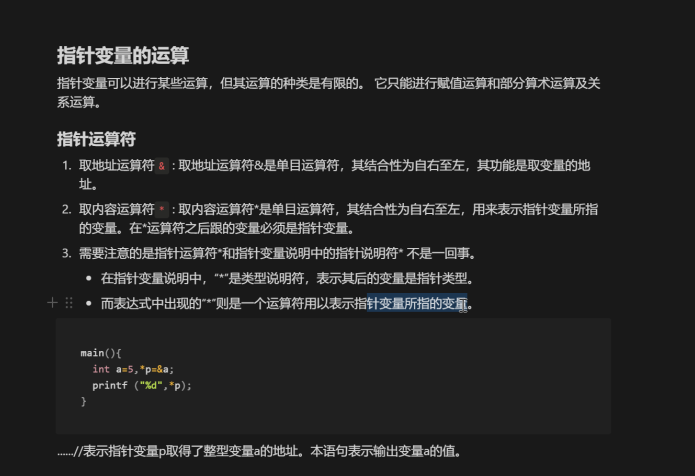 指针变量的运算
指针变量可以进行某些运算，但其运算的种类是有限的。 它只能进行赋值运算和部分算术运算及关
系运算。
指针运算符
1. 取地址运算符 & : 取地址运算符&是单目运算符，其结合性为自右至左，其功能是取变量的地
址。
2. 取内容运算符 * : 取内容运算符*是单目运算符，其结合性为自右至左，用来表示指针变量所指
的变量。在*运算符之后跟的变量必须是指针变量。
3. 需要注意的是指针运算符*和指针变量说明中的指针说明符* 不是一回事。
• 在指针变量说明中，“*”是类型说明符，表示其后的变量是指针类型。
• 而表达式中出现的“*”则是一个运算符用以表示指针变量所指的变量。
main(){
int a=5,*p=&a;
printf ("%d",*p);
}
......//表示指针变量p取得了整型变量a的地址。本语句表示输出变量a的值。